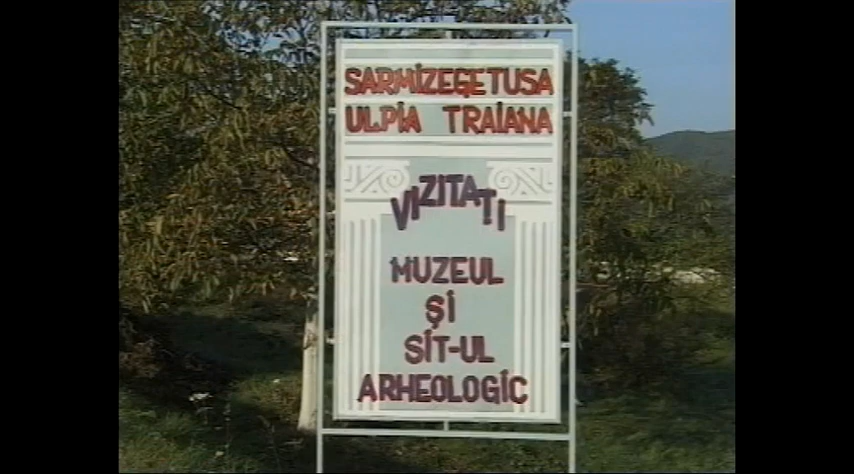 SARMIZEGETUSA
ULPIA TRAIANA
VIZITAȚI
MUZEUL
ȘI
SIT-UL
ARHEOLOGIC